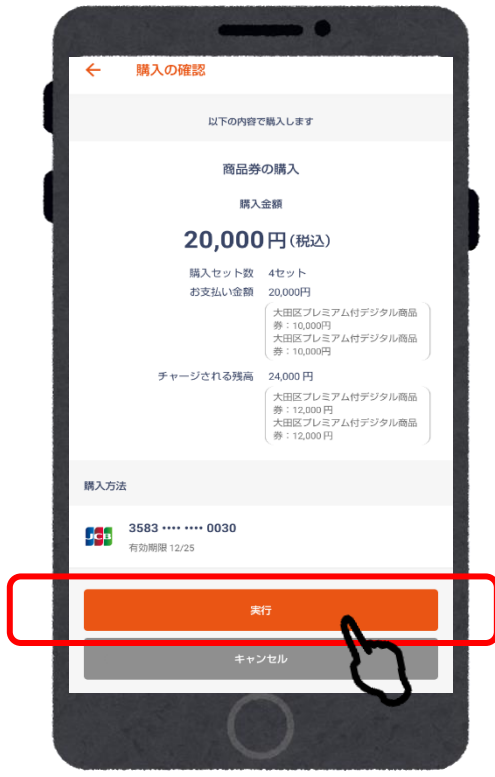 ← 購入の確認
以下の内容で購入します
商品券の購入
購入金額
20,000円(税込)
購入セット数 4セット
お支払い金額 20,000円
大田区プレミアム付デジタル商品
券：10,000円
大田区プレミアム付デジタル商品
券：10,000円
チャージされる残高 24,000 円
大田区プレミアム付デジタル商品
券：12,000 円
大田区プレミアム付デジタル商品
券：12,000 円
購入方法
JCB 3583 •••• •••• 0030
有効期限 12/25
実行
キャンセル